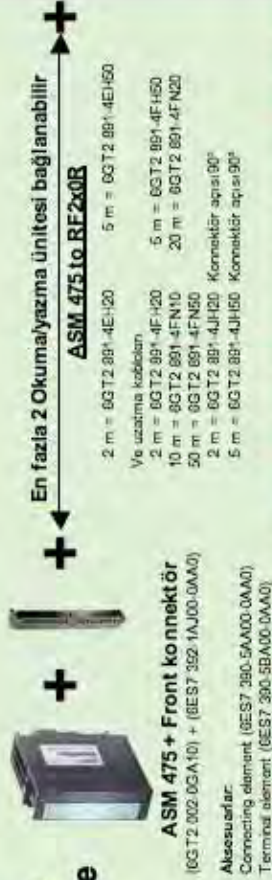 En fazla 2 Okuma/yazma ünitesi bağlanabilir
ASM 475 to RF2x0R
2 m = 6GT2 891-4EH20 5 m = 6GT2 891-4EH50
Ve uzatma kabloları
2 m = 6GT2 891-4FH20 5 m = 6GT2 891-4FH50
10 m = 6GT2 891-4FN10 20 m = 6GT2 891-4FN20
50 m = 6GT2 891-4FN50
2 m = 6GT2 891-4JH20 Konnektör açısı 90°
5 m = 6GT2 891-4JH50 Konnektör açısı 90°
e
ASM 475 + Front konnektör
(6GT2 002-0GA10) + (6ES7 392-1AJ00-0AA0)
Aksesuarlar:
Connecting element (6ES7 390-5AA00-0AA0)
Terminal element (6ES7 390-5BA00-0AA0)